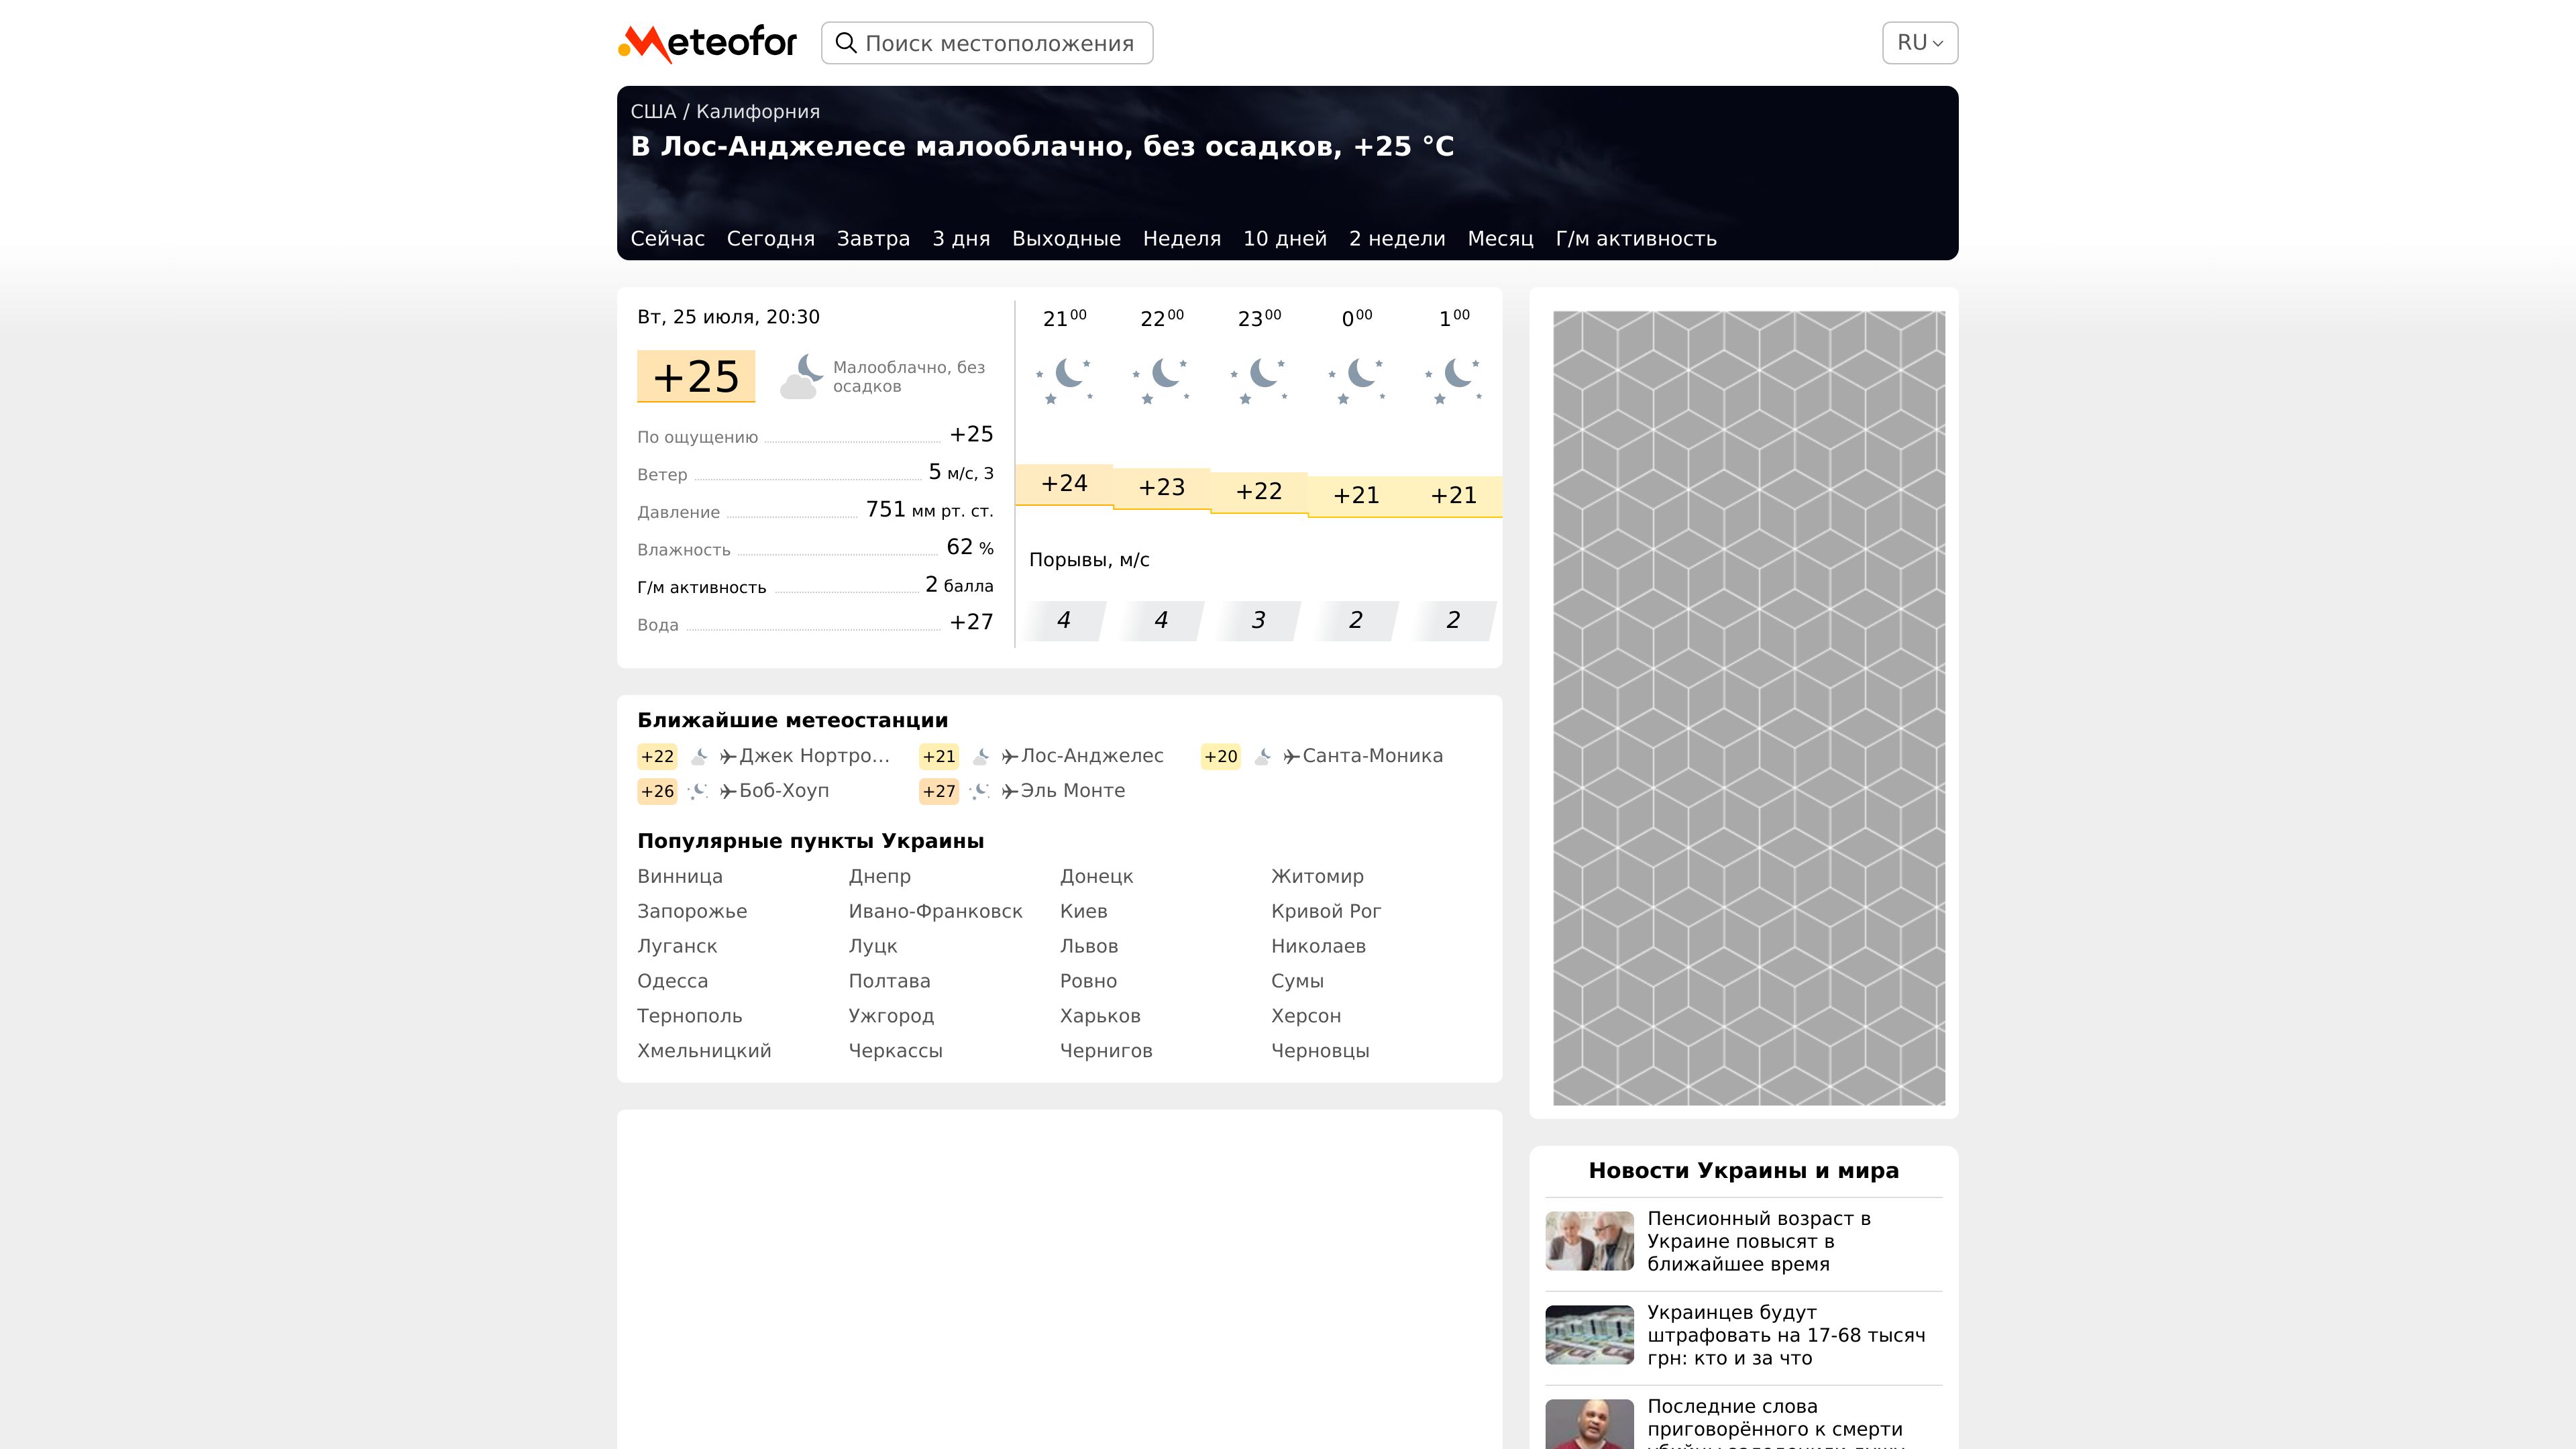 Meteofor
Поиск местоположения
RU
США / Калифорния
В Лос-Анджелесе малооблачно, без осадков, +25 °C
Сейчас Сегодня Завтра 3 дня Выходные Неделя 10 дней 2 недели Месяц Г/м активность
Вт, 25 июля, 20:30
+25
Малооблачно, без
осадков
По ощущению +25
Ветер 5 м/с, З
Давление 751 мм рт. ст.
Влажность 62 %
Г/м активность 2 балла
Вода +27
21 00 22 00 23 00 0 00 1 00
+24 +23 +22 +21 +21
Порывы, м/с
4 4 3 2 2
Ближайшие метеостанции
+22 Джек Нортро... +21 Лос-Анджелес +20 Санта-Моника
+26 Боб-Хоуп +27 Эль Монте
Популярные пункты Украины
Винница Днепр Донецк Житомир
Запорожье Ивано-Франковск Киев Кривой Рог
Луганск Луцк Львов Николаев
Одесса Полтава Ровно Сумы
Тернополь Ужгород Харьков Херсон
Хмельницкий Черкассы Чернигов Черновцы
Новости Украины и мира
Пенсионный возраст в
Украине повысят в
ближайшее время
Украинцев будут
штрафовать на 17-68 тысяч
грн: кто и за что
Последние слова
приговорённого к смерти